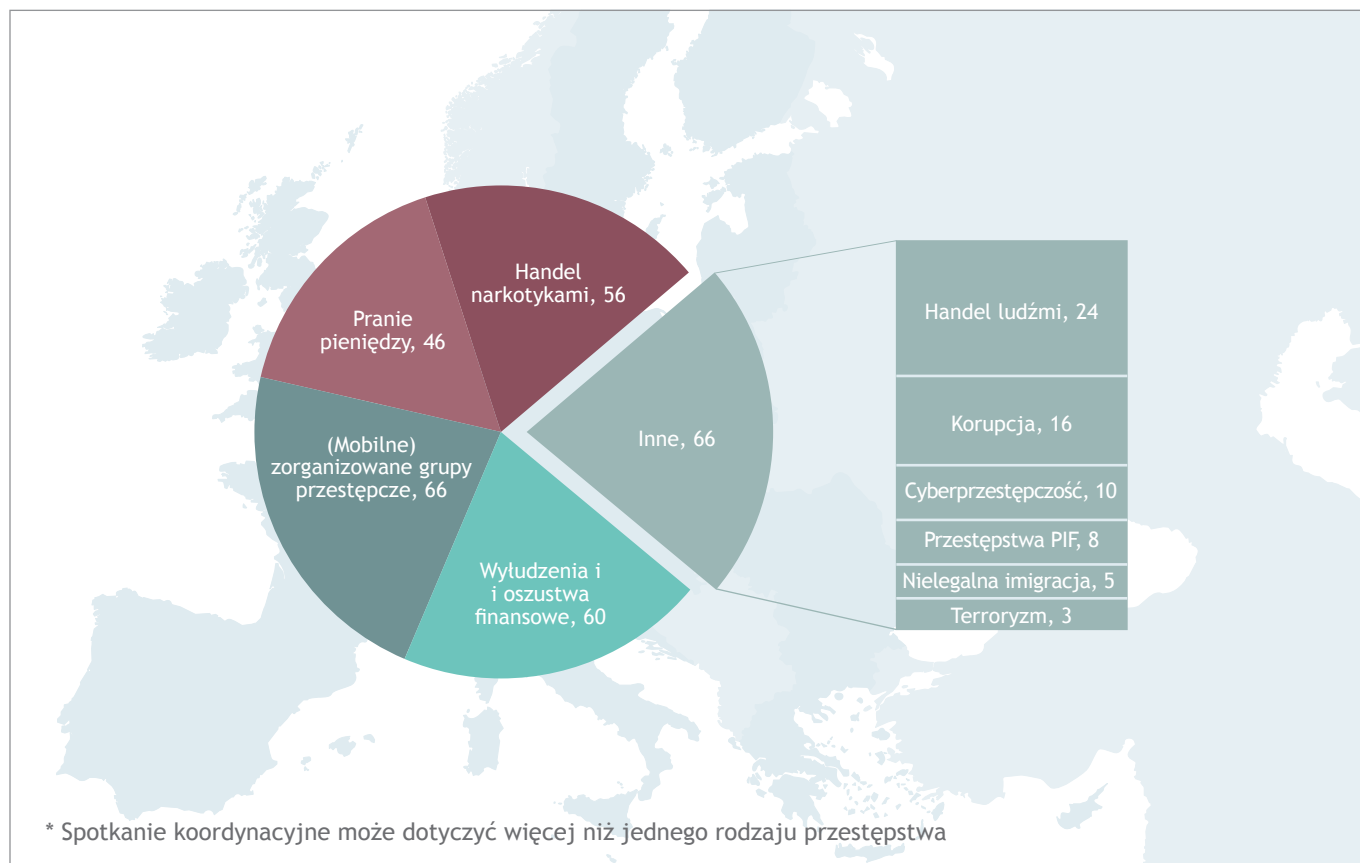 Handel
narkotykami, 56
Pranie
pieniędzy, 46
(Mobilne)
zorganizowane grupy
przestępcze, 66
Wyłudzenia i
i oszustwa
finansowe, 60
Inne, 66
Handel ludźmi, 24
Korupcja, 16
Cyberprzestępczość, 10
Przestępstwa PIF, 8
Nielegalna imigracja, 5
Terroryzm, 3
* Spotkanie koordynacyjne może dotyczyć więcej niż jednego rodzaju przestępstwa